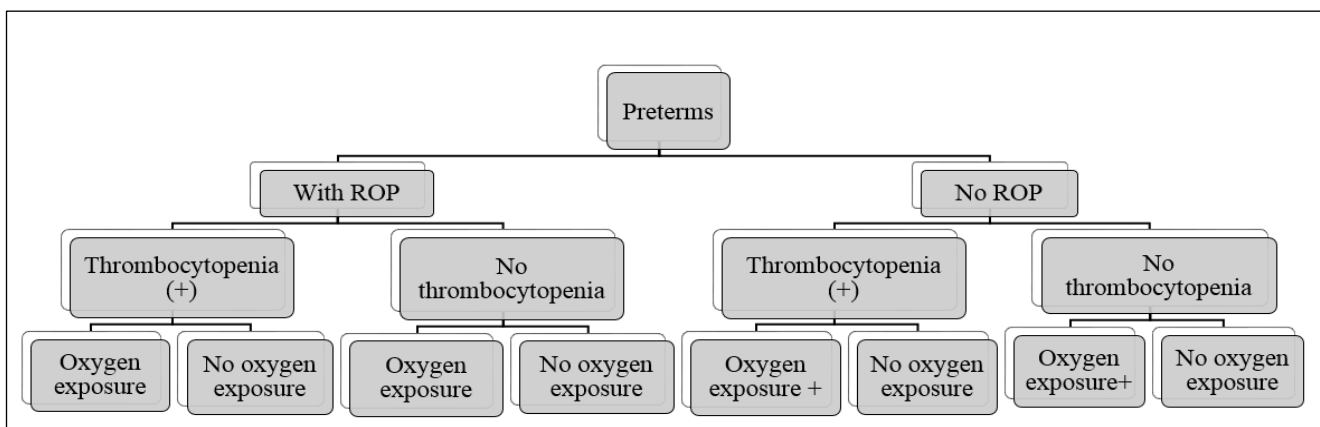 Preterms
With ROP
No ROP
Thrombocytopenia
(+)
No
thrombocytopenia
Thrombocytopenia
(+)
No
thrombocytopenia
Oxygen
exposure
No oxygen
exposure
Oxygen
exposure
No oxygen
exposure
Oxygen
exposure +
No oxygen
exposure
Oxygen
exposure+
No oxygen
exposure